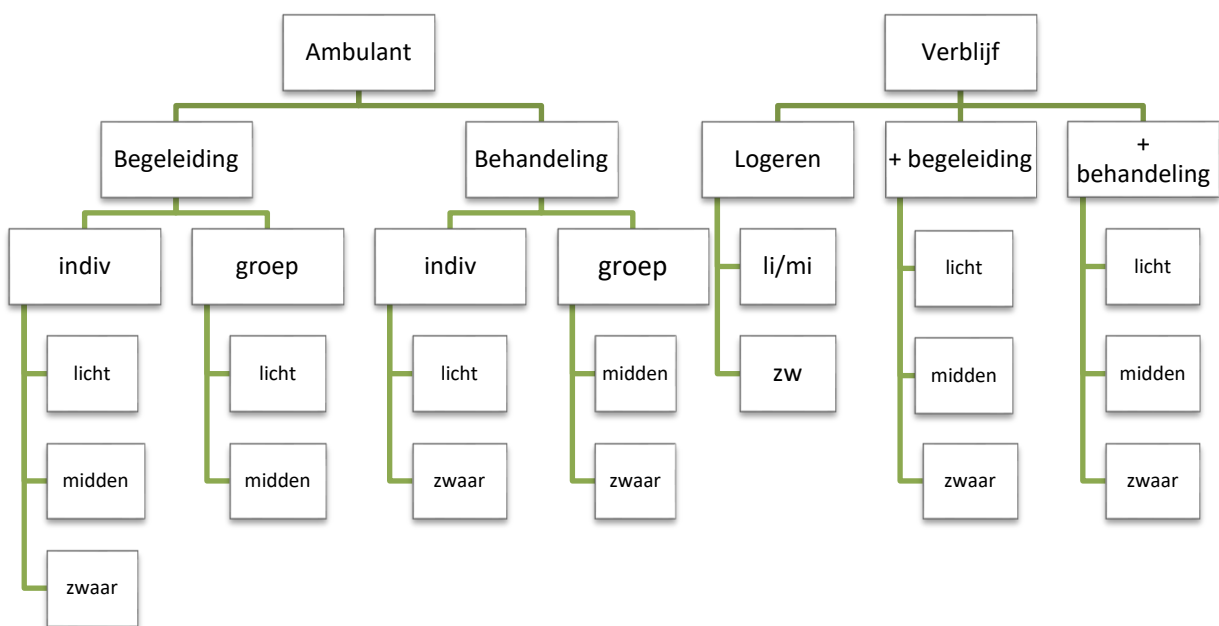 Ambulant
Verblijf
Begeleiding
Behandeling
Logeren
+ begeleiding
+
behandeling
indiv
groep
indiv
groep
li/mi
licht
licht
licht
licht
licht
midden
zw
midden
midden
midden
midden
zwaar
zwaar
zwaar
zwaar
zwaar